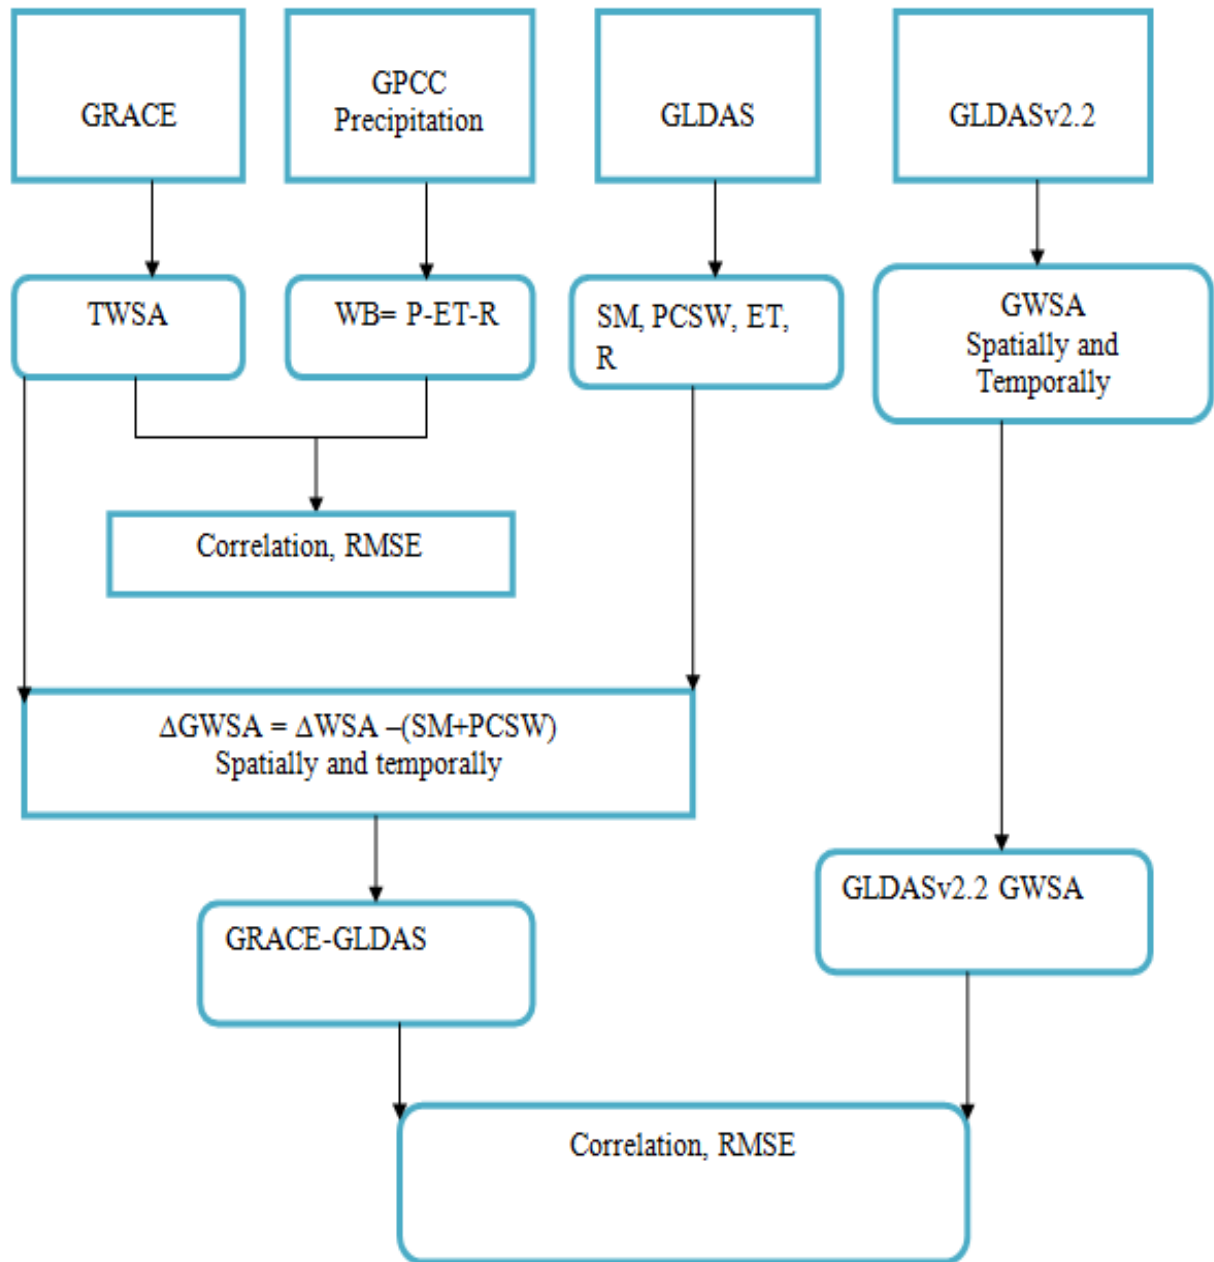 GRACE
GPCC
Precipitation
GLDAS
GLDASv2.2
TWSA
WB= P-ET-R
SM, PCSW, ET,
R
GWSA
Spatially and
Temporally
Correlation, RMSE
ΔGWSA = ΔWSA –(SM+PCSW)
Spatially and temporally
GRACE-GLDAS
GLDASv2.2 GWSA
Correlation, RMSE